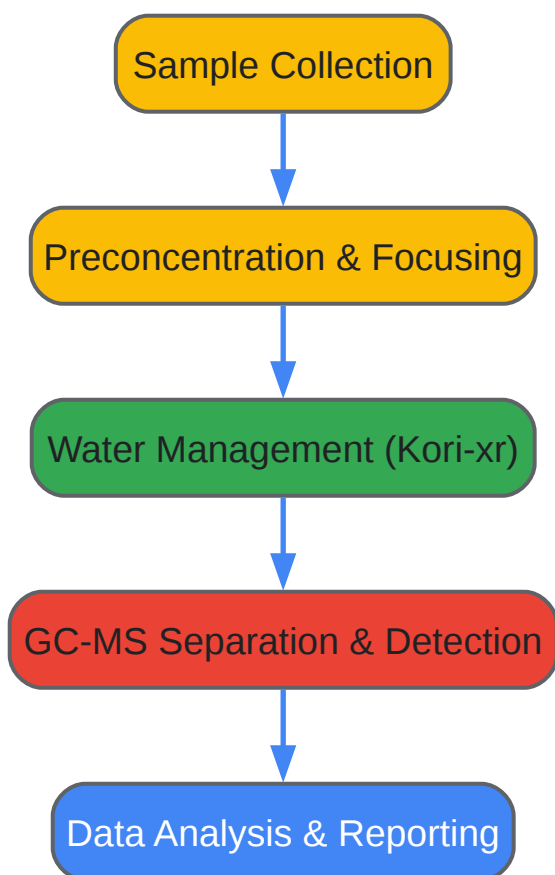 Sample Collection
Preconcentration & Focusing
Water Management (Kori-xr)
GC-MS Separation & Detection
Data Analysis & Reporting